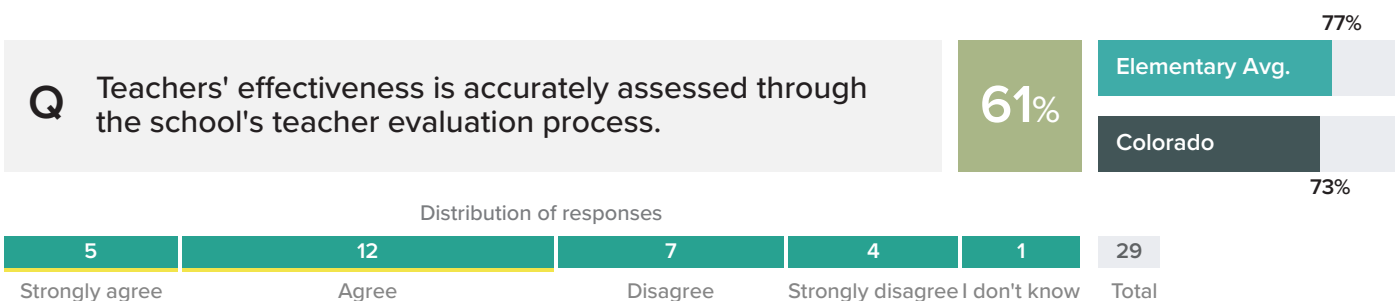 77%
Q
Teachers' effectiveness is accurately assessed through
the school's teacher evaluation process.
61%
Elementary Avg.
Colorado
73%
Distribution of responses
5 12 7 4 1 29
Strongly agree Agree Disagree Strongly disagree I don't know Total